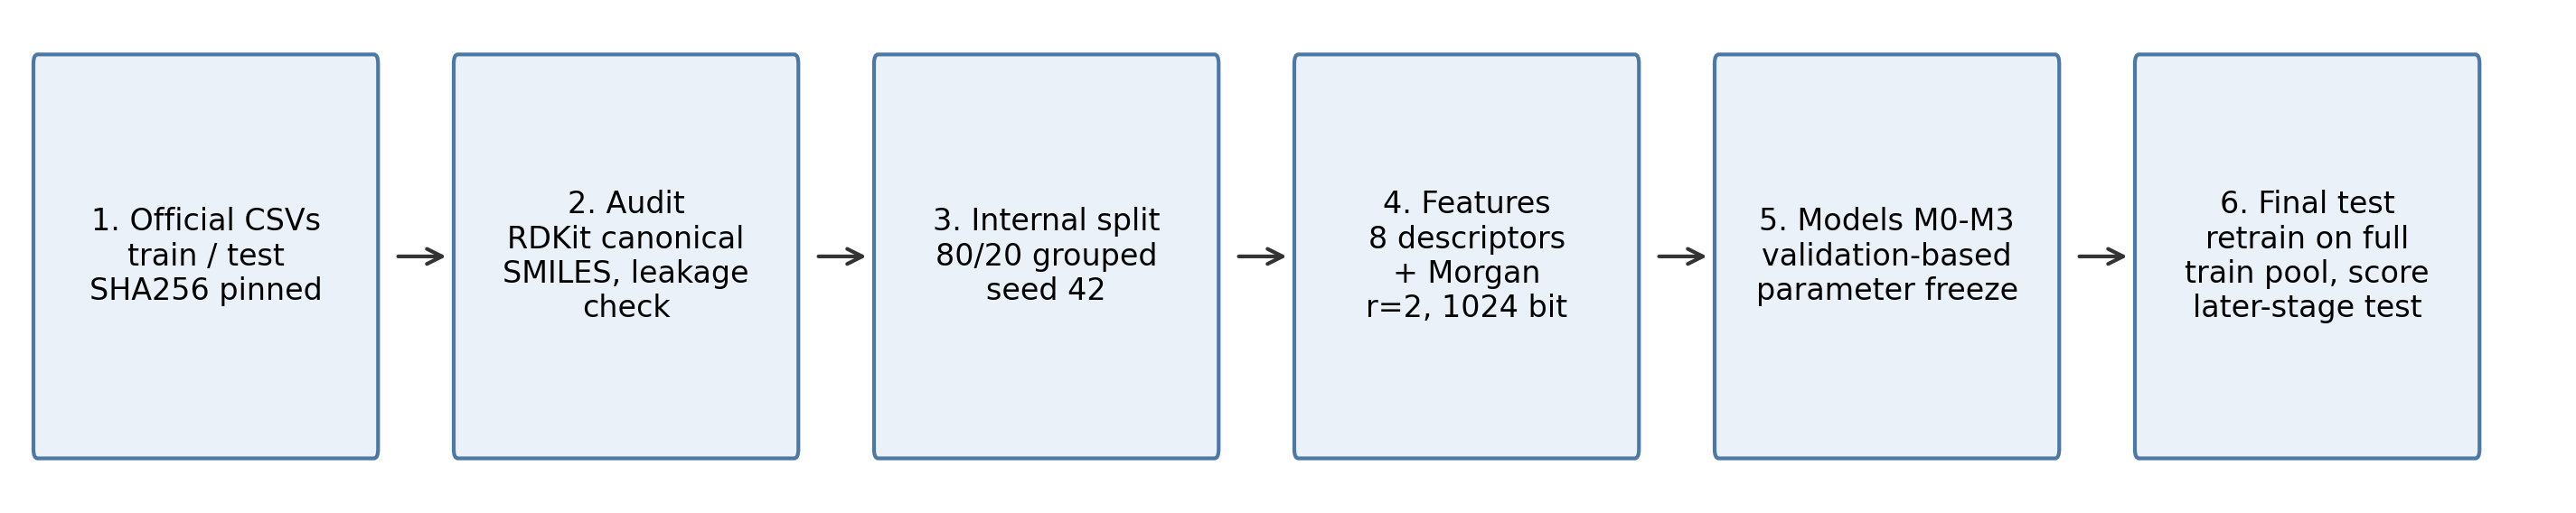 1. Official CSVs
train / test
SHA256 pinned
2. Audit
RDKit canonical
SMILES, leakage
check
3. Internal split
80/20 grouped
seed 42
4. Features
8 descriptors
+ Morgan
r=2, 1024 bit
5. Models M0-M3
validation-based
parameter freeze
6. Final test
retrain on full
train pool, score
later-stage test